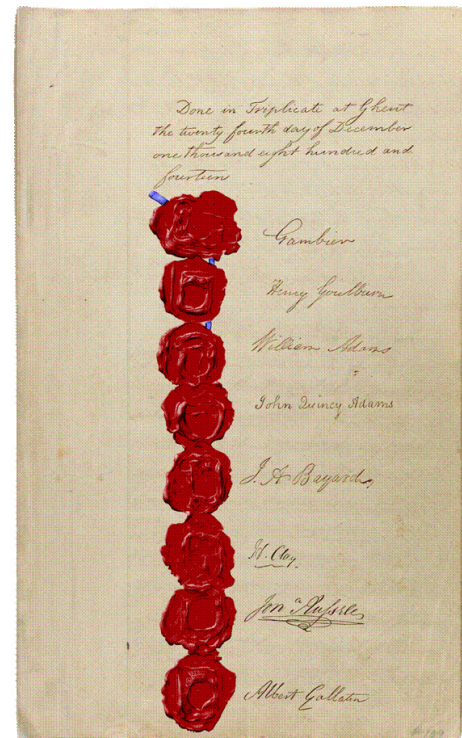 Done in Triplicate at Ghent
the twenty fourth day of December
one thousand eight hundred and
fourteen
Gambier
Henry Goulburn
William Adams
John Quincy Adams
J. A. Bayard
H. Clay.
Jon.a Russell
Albert Gallatin